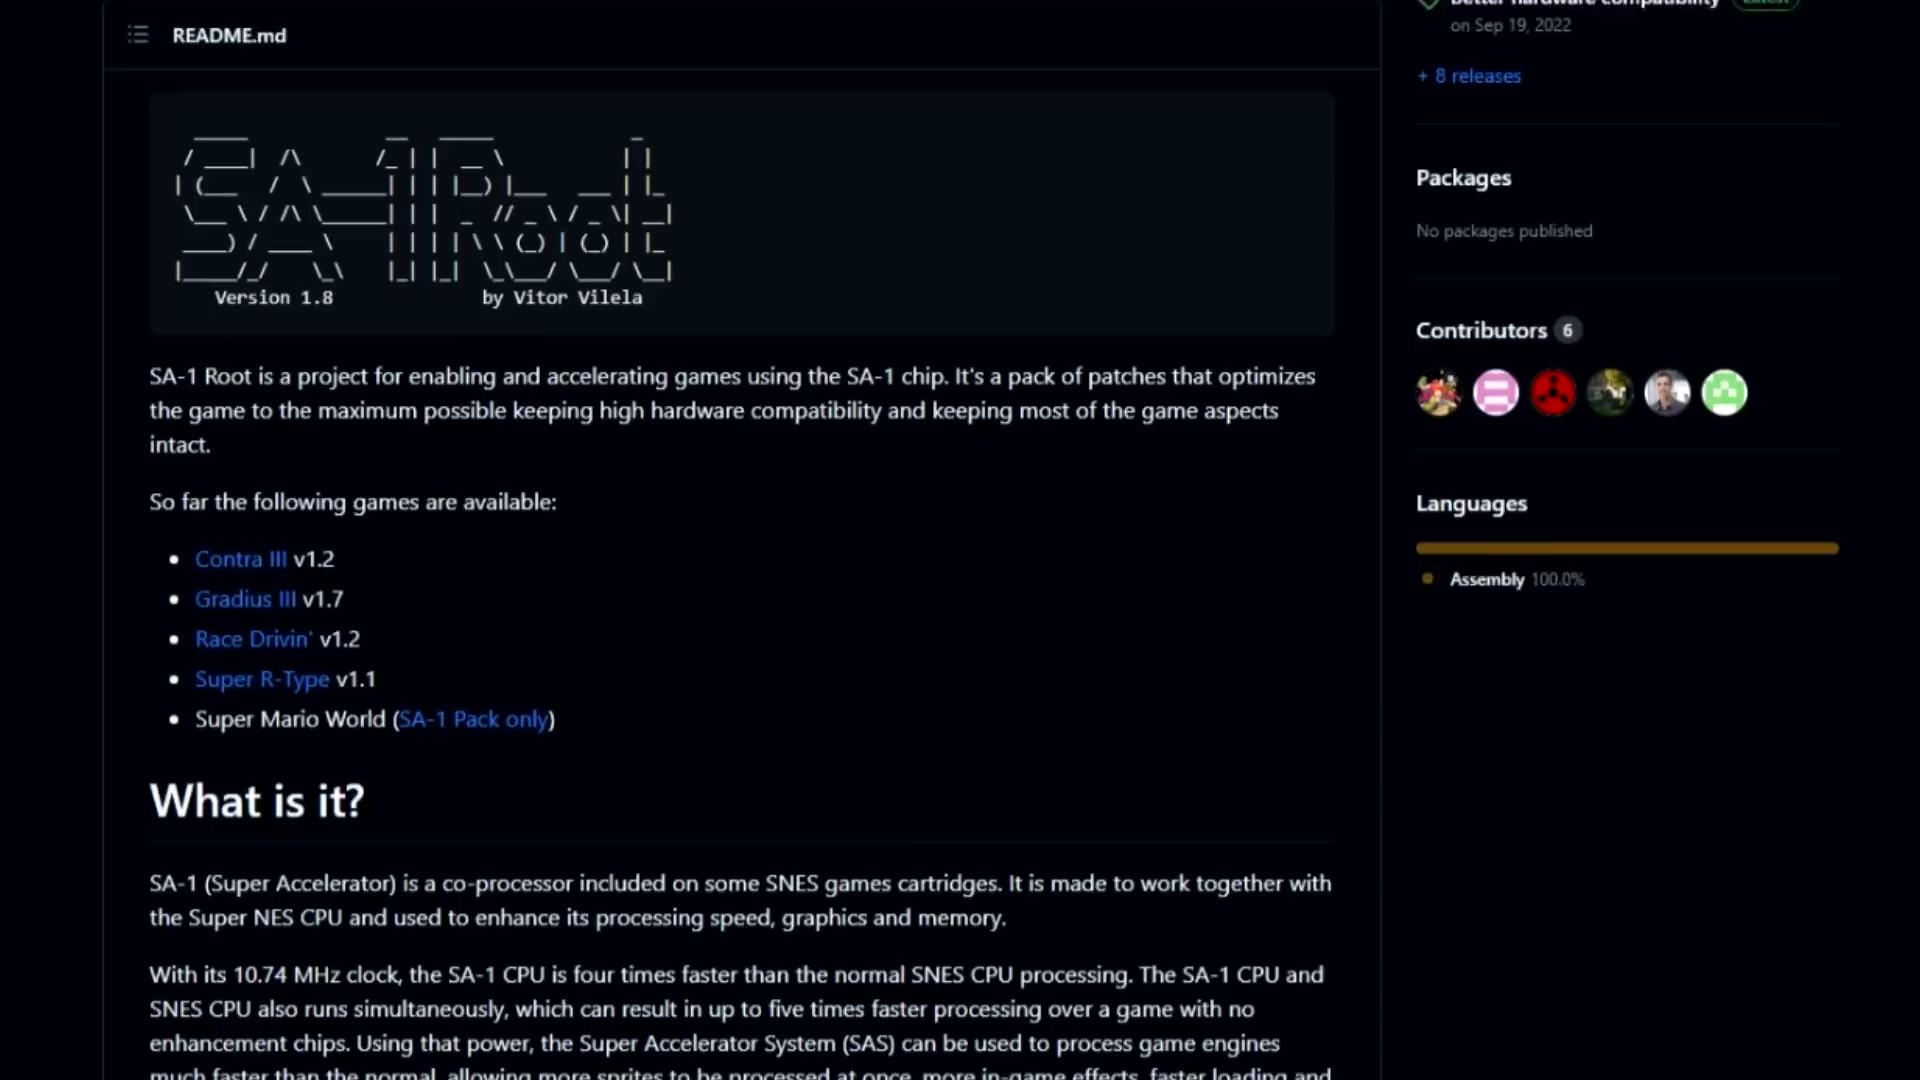 README.md
SA-1 Root
Version 1.8 by Vitor Vilela
SA-1 Root is a project for enabling and accelerating games using the SA-1 chip. It's a pack of patches that optimizes
the game to the maximum possible keeping high hardware compatibility and keeping most of the game aspects
intact.
So far the following games are available:
Contra III v1.2
Gradius III v1.7
Race Drivin' v1.2
Super R-Type v1.1
Super Mario World (SA-1 Pack only)
What is it?
SA-1 (Super Accelerator) is a co-processor included on some SNES games cartridges. It is made to work together with
the Super NES CPU and used to enhance its processing speed, graphics and memory.
With its 10.74 MHz clock, the SA-1 CPU is four times faster than the normal SNES CPU processing. The SA-1 CPU and
SNES CPU also runs simultaneously, which can result in up to five times faster processing over a game with no
enhancement chips. Using that power, the Super Accelerator System (SAS) can be used to process game engines
much faster than the normal, allowing more sprites to be processed at once, more in-game effects, faster loading and
Better hardware compatibility Latest
on Sep 19, 2022
+ 8 releases
Packages
No packages published
Contributors 6
Languages
Assembly 100.0%